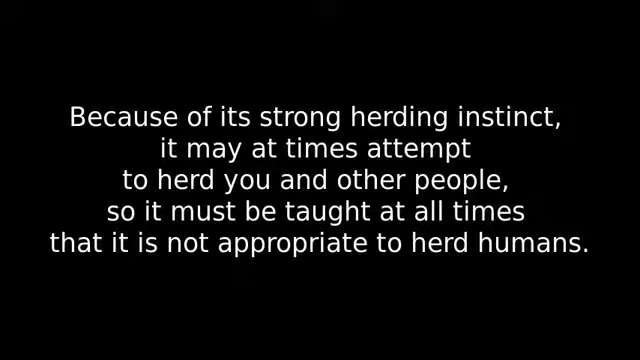 Because of its strong herding instinct,
it may at times attempt
to herd you and other people,
so it must be taught at all times
that it is not appropriate to herd humans.